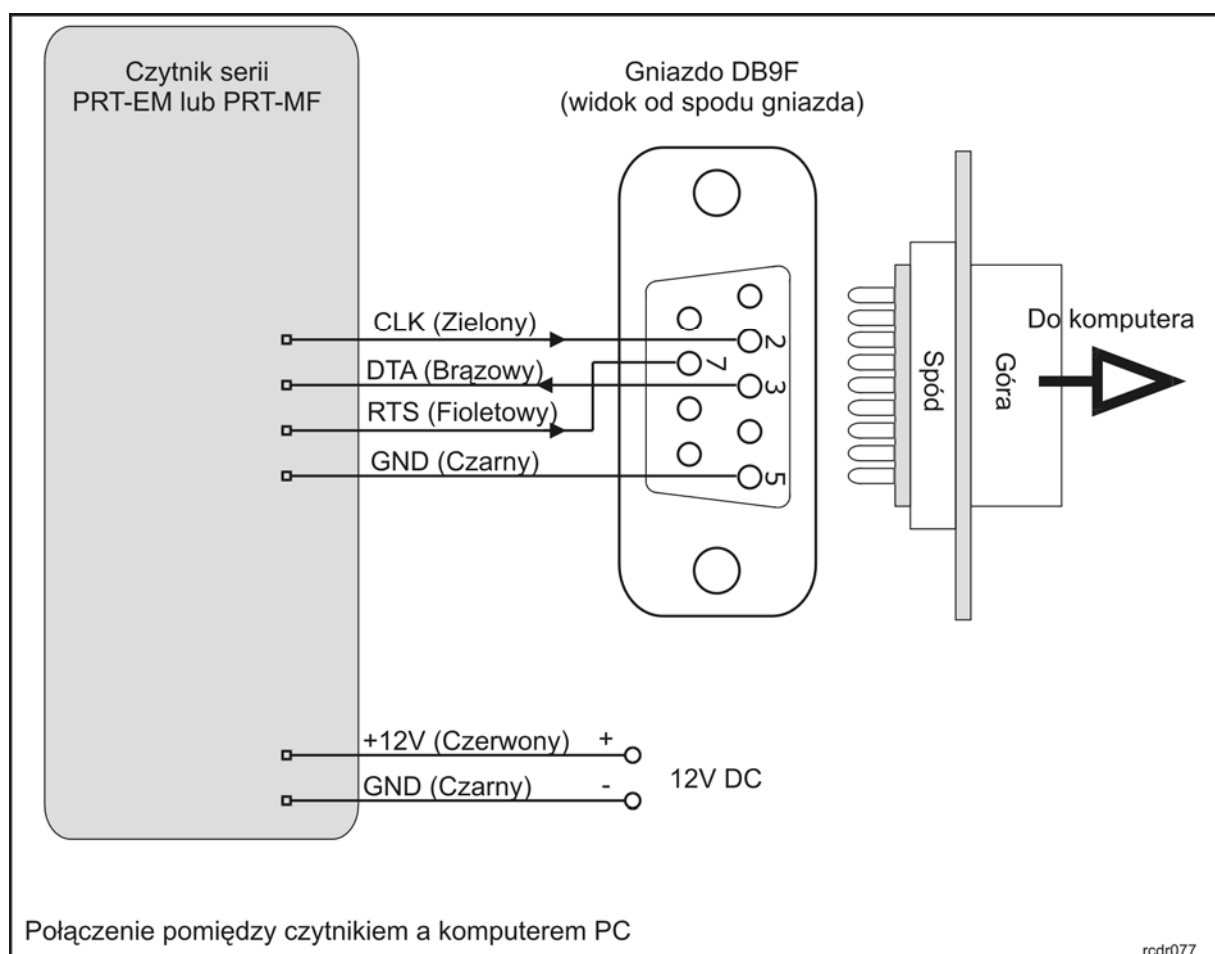 Czytnik serii
PRT-EM lub PRT-MF
Gniazdo DB9F
(widok od spodu gniazda)
CLK (Zielony)
DTA (Brązowy)
RTS (Fioletowy)
GND (Czarny)
2
7
3
5
Spód
Góra
Do komputera
+12V (Czerwony) +
GND (Czarny) -
12V DC
Połączenie pomiędzy czytnikiem a komputerem PC
rcdr077